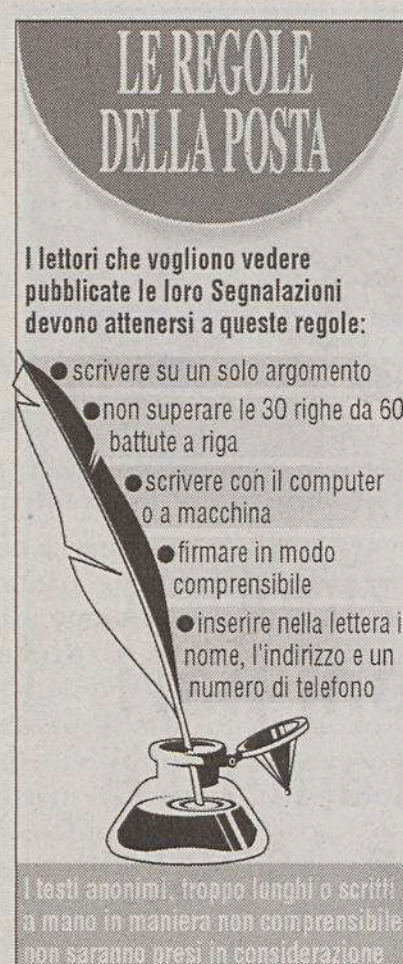 LE REGOLE
DELLA POSTA
I lettori che vogliono vedere
pubblicate le loro Segnalazioni
devono attenersi a queste regole:
● scrivere su un solo argomento
● non superare le 30 righe da 60
battute a riga
● scrivere con il computer
o a macchina
● firmare in modo
comprensibile
● inserire nella lettera i
nome, l'indirizzo e un
numero di telefono
I testi anonimi, troppo lunghi o scritti
a mano in maniera non comprensibile
non saranno presi in considerazione